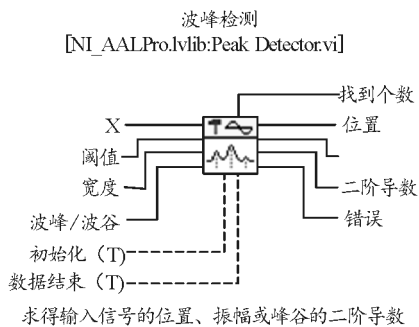 波峰检测
[NI_AALPro.lvlib:Peak Detector.vi]
找到个数
X
位置
阈值
宽度
二阶导数
波峰/波谷
错误
初始化（T)
数据结束（T)
求得输入信号的位置、振幅或峰谷的二阶导数